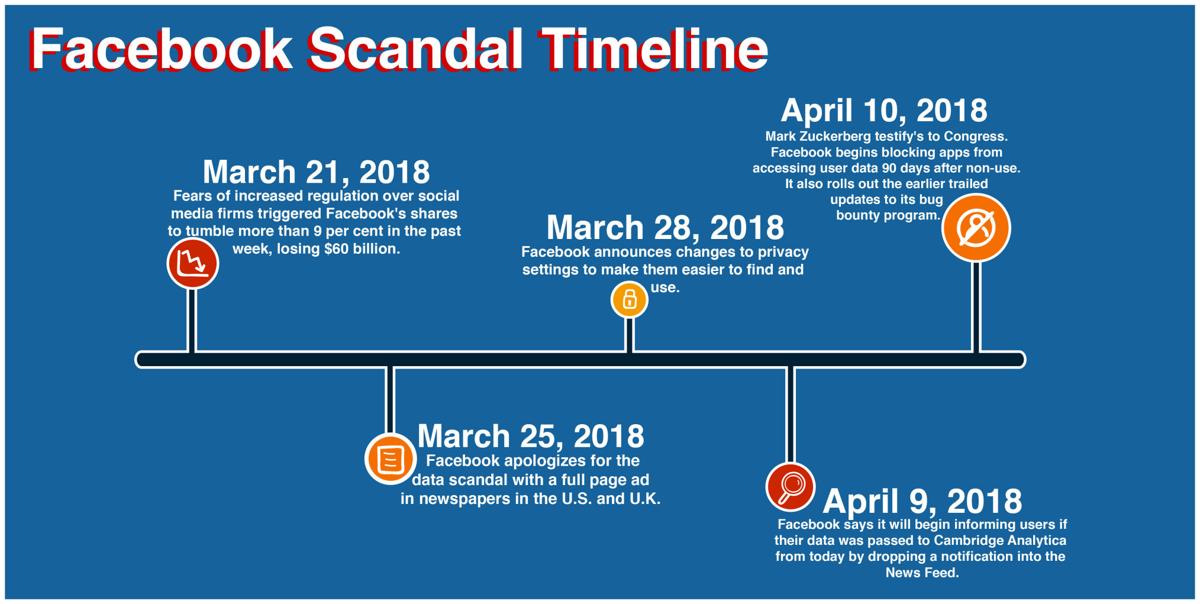 Facebook Scandal Timeline
March 21, 2018
Fears of increased regulation over social
media firms triggered Facebook's shares
to tumble more than 9 per cent in the past
week, losing $60 billion.
March 25, 2018
Facebook apologizes for the
data scandal with a full page ad
in newspapers in the U.S. and U.K.
March 28, 2018
Facebook announces changes to privacy
settings to make them easier to find and
use.
April 9, 2018
Facebook says it will begin informing users if
their data was passed to Cambridge Analytica
from today by dropping a notification into the
News Feed.
April 10, 2018
Mark Zuckerberg testify's to Congress.
Facebook begins blocking apps from
accessing user data 90 days after non-use.
It also rolls out the earlier trailed
updates to its bug
bounty program.